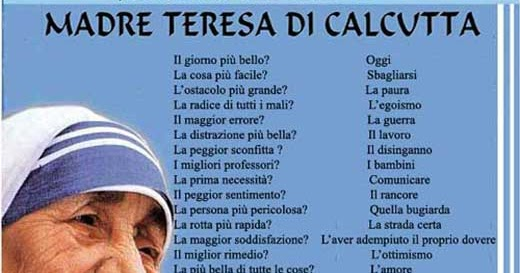 MADRE TERESA DI CALCUTTA
Il giorno più bello? Oggi
La cosa più facile? Sbagliarsi
L'ostacolo più grande? La paura
La radice di tutti i mali? L'egoismo
Il maggior errore? La guerra
La distrazione più bella? Il lavoro
La peggior sconfitta ? Il disinganno
I migliori professori? I bambini
La prima necessità? Comunicare
Il peggior sentimento? Il rancore
La persona più pericolosa? Quella bugiarda
La rotta più rapida? La strada certa
La maggior soddisfazione? L'aver adempiuto il proprio dovere
Il miglior rimedio? L'ottimismo
La più bella di tutte le cose? L'amore